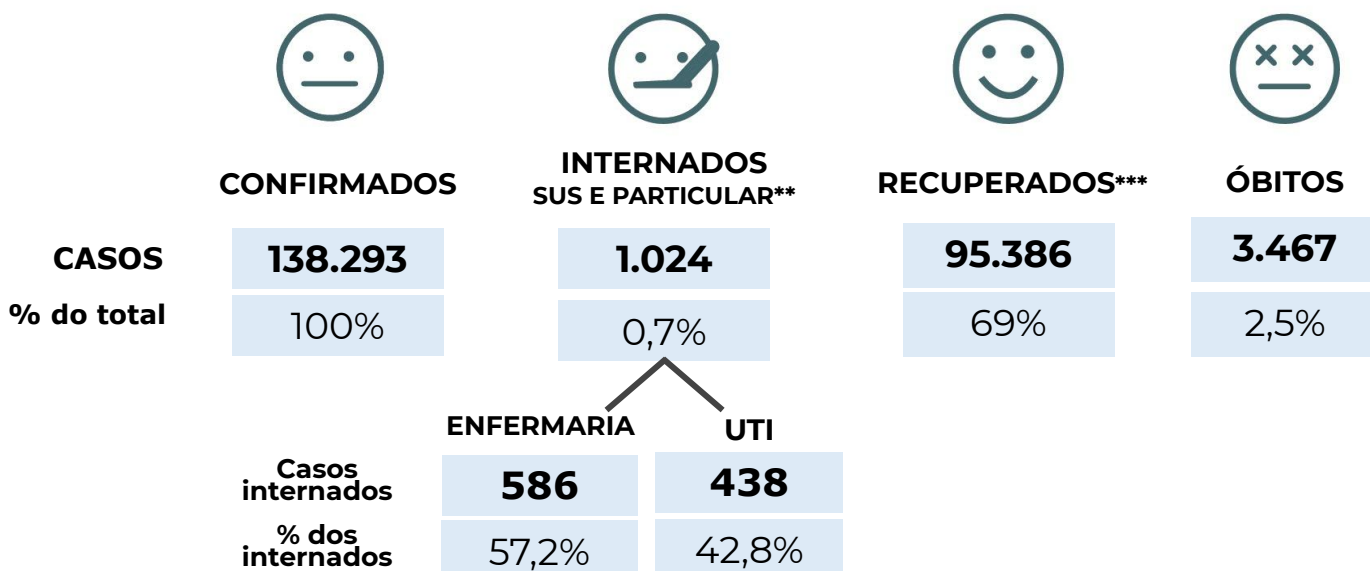 CONFIRMADOS
INTERNADOS
SUS E PARTICULAR**
RECUPERADOS***
ÓBITOS
CASOS
138.293
1.024
95.386
3.467
% do total
100%
0,7%
69%
2,5%
ENFERMARIA
UTI
Casos
internados
586
438
% dos
internados
57,2%
42,8%